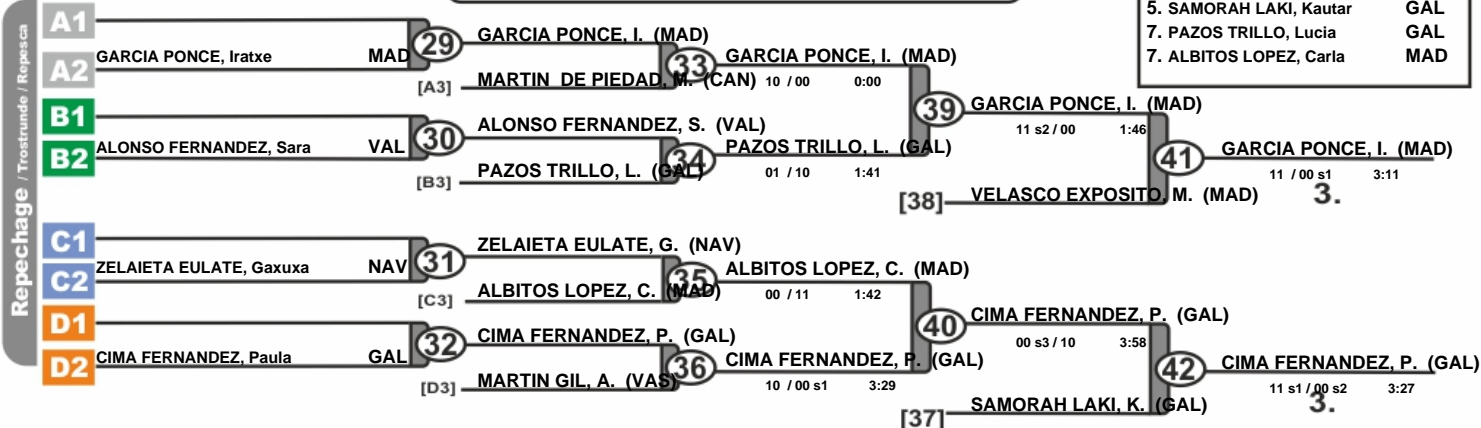 5. SAMORAH LAKI, Kautar GAL
7. PAZOS TRILLO, Lucia GAL
7. ALBITOS LOPEZ, Carla MAD
Repechage / Trostrunde / Repesca
A1
GARCIA PONCE, Iratxe MAD
A2
29
GARCIA PONCE, I. (MAD)
[A3]
MARTIN DE PIEDAD, M. (CAN)
33
GARCIA PONCE, I. (MAD)
10 / 00 0:00
B1
ALONSO FERNANDEZ, Sara VAL
B2
30
ALONSO FERNANDEZ, S. (VAL)
[B3]
PAZOS TRILLO, L. (GAL)
34
PAZOS TRILLO, L. (GAL)
01 / 10 1:41
39
GARCIA PONCE, I. (MAD)
11 s2 / 00 1:46
[38]
VELASCO EXPOSITO, M. (MAD)
41
GARCIA PONCE, I. (MAD)
11 / 00 s1 3:11
3.
C1
ZELAIETA EULATE, Gaxuxa NAV
C2
31
ZELAIETA EULATE, G. (NAV)
[C3]
ALBITOS LOPEZ, C. (MAD)
35
ALBITOS LOPEZ, C. (MAD)
00 / 11 1:42
D1
CIMA FERNANDEZ, Paula GAL
D2
32
CIMA FERNANDEZ, P. (GAL)
[D3]
MARTIN GIL, A. (VAS)
36
CIMA FERNANDEZ, P. (GAL)
10 / 00 s1 3:29
40
CIMA FERNANDEZ, P. (GAL)
00 s3 / 10 3:58
[37]
SAMORAH LAKI, K. (GAL)
42
CIMA FERNANDEZ, P. (GAL)
11 s1 / 00 s2 3:27
3.